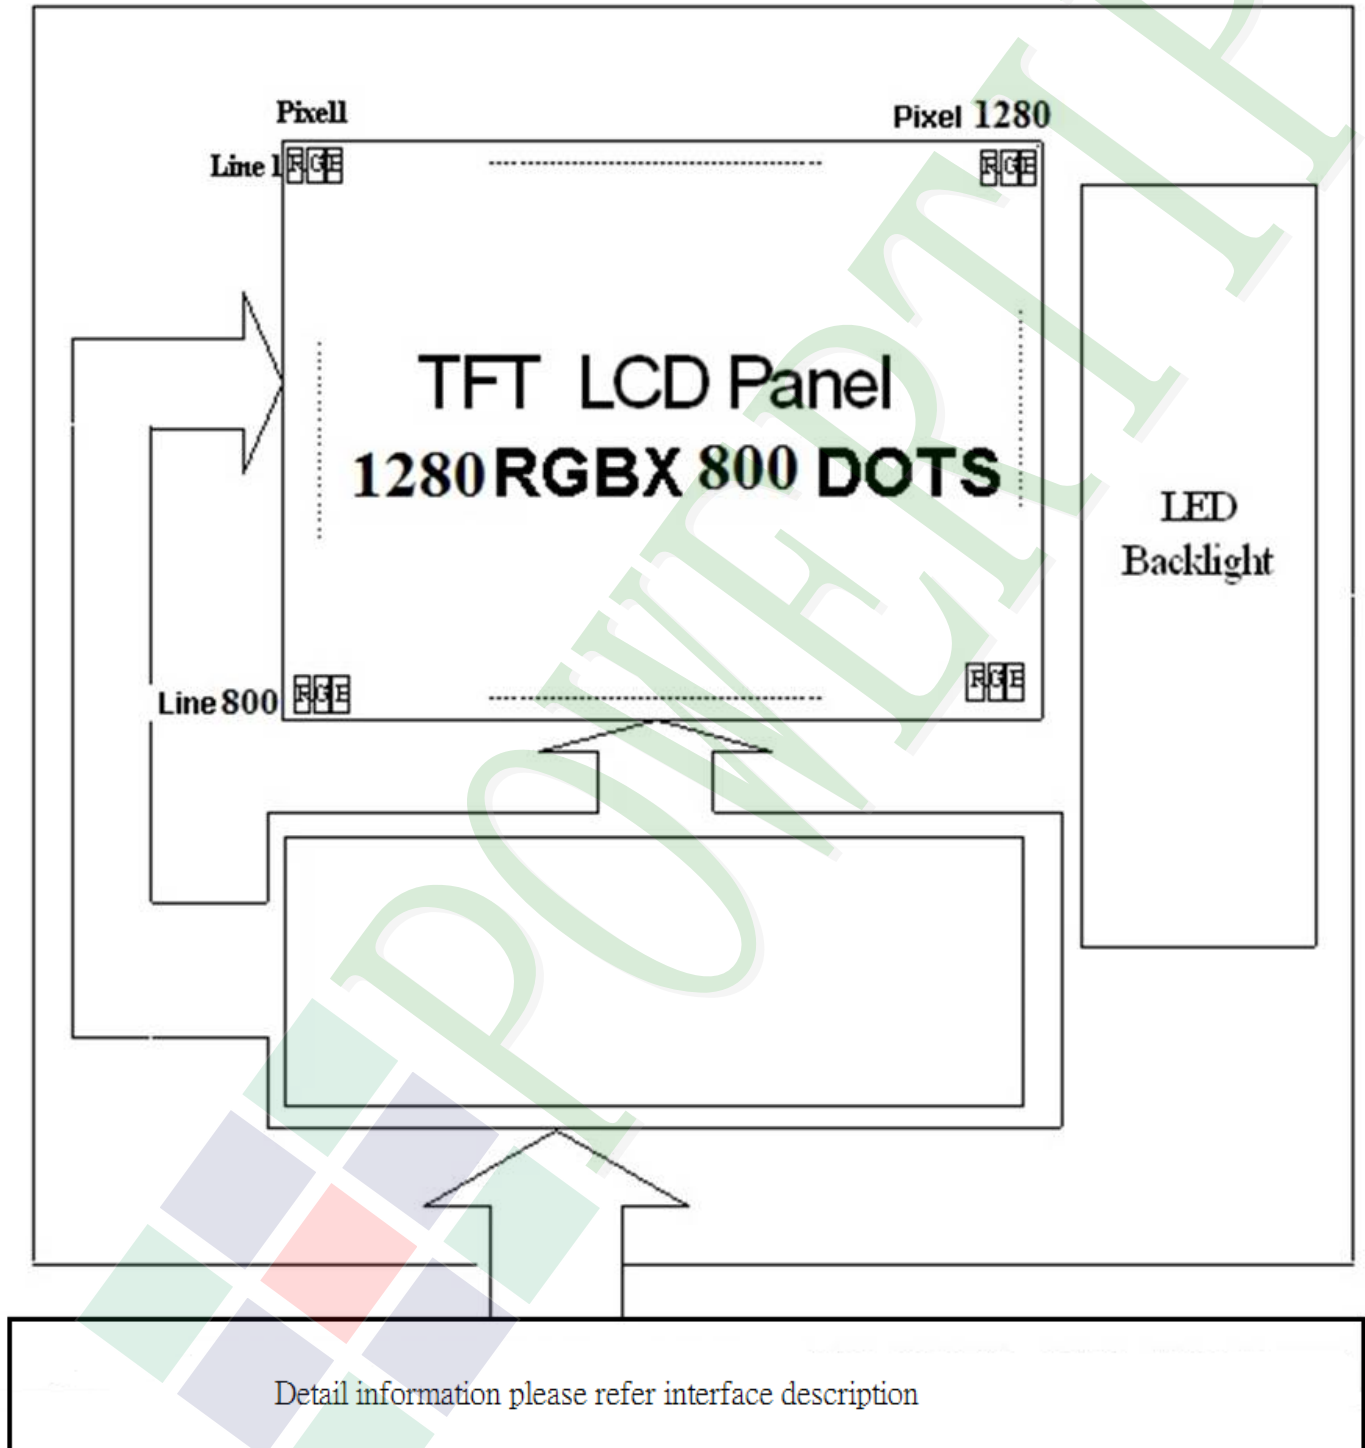 Pixel1
Pixel 1280
Line 1
RGB
RGB
TFT LCD Panel
1280 RGBX 800 DOTS
LED
Backlight
Line 800
RGB
RGB
Detail information please refer interface description
POWERTIP